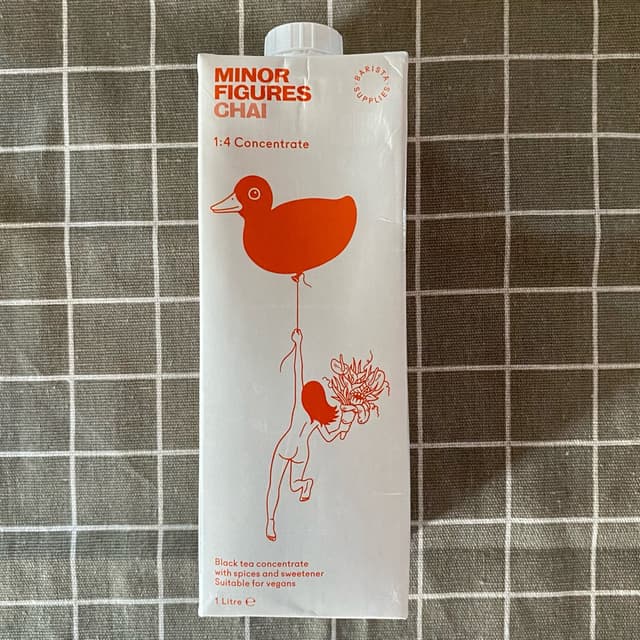 MINOR
FIGURES
CHAI
BARISTA
SUPPLIES
1:4 Concentrate
Black tea concentrate
with spices and sweetener
Suitable for vegans
1 Litre ℮